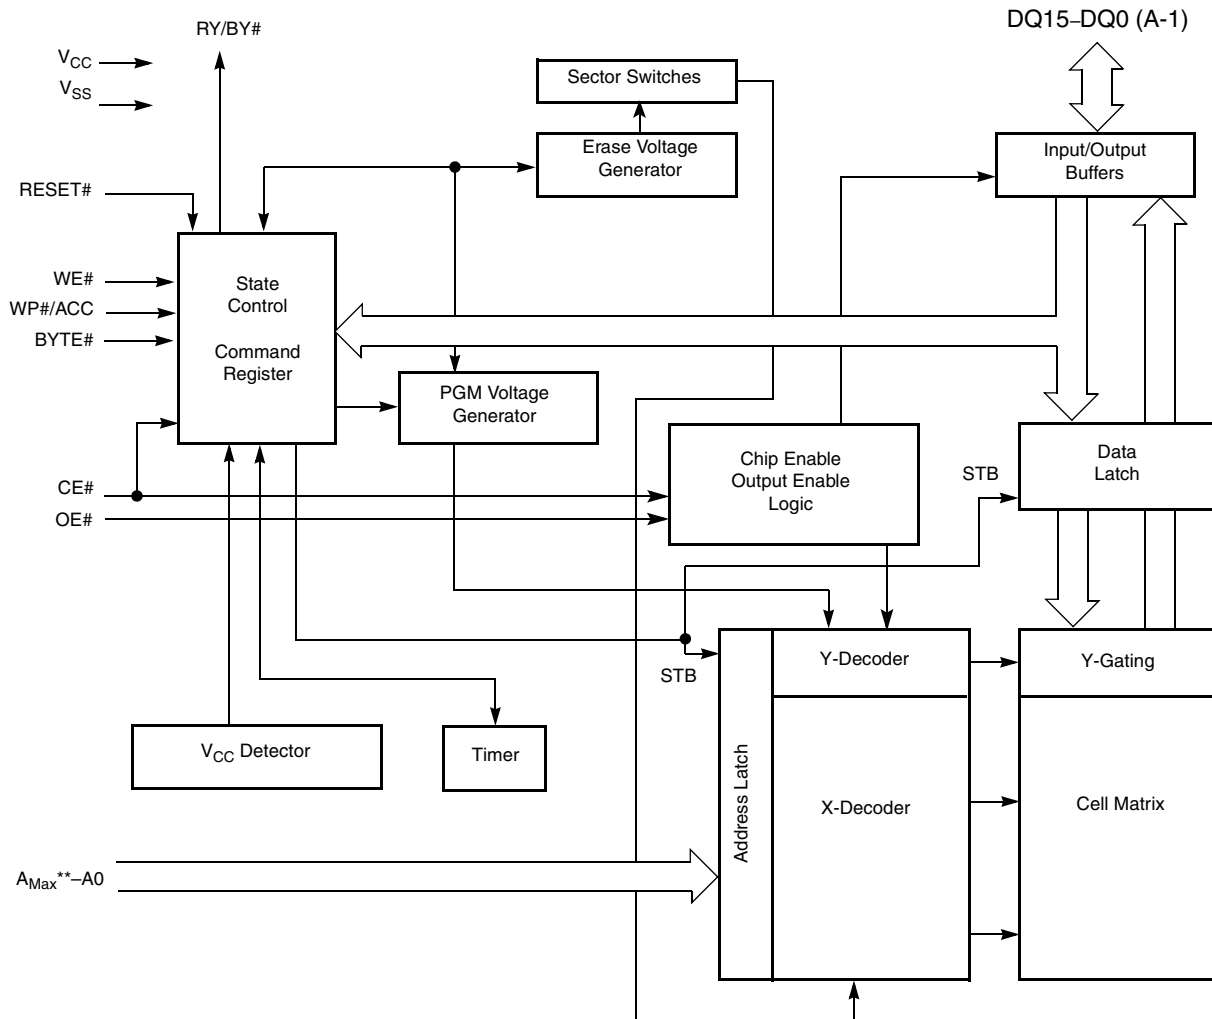 RY/BY#
DQ15–DQ0 (A-1)
VCC
VSS
Sector Switches
Erase Voltage
Generator
Input/Output
Buffers
RESET#
WE#
WP#/ACC
BYTE#
State
Control
Command
Register
PGM Voltage
Generator
Chip Enable
Output Enable
Logic
Data
Latch
STB
CE#
OE#
STB
Y-Decoder
Y-Gating
VCC Detector
Timer
Address Latch
X-Decoder
Cell Matrix
AMax**–A0